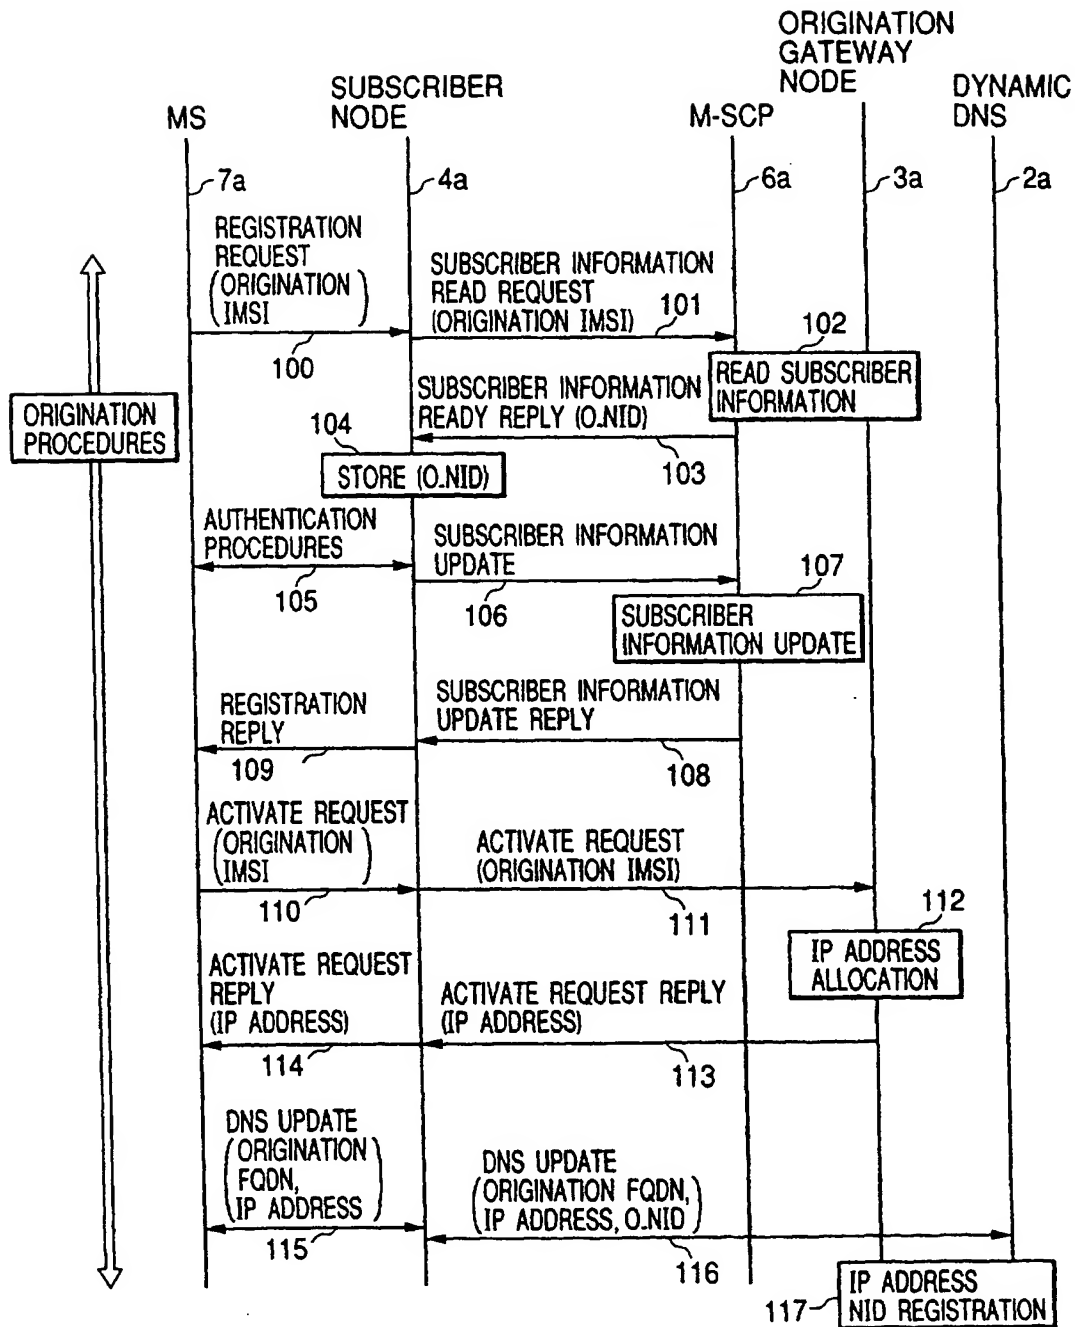 ORIGINATION
GATEWAY
NODE
SUBSCRIBER
NODE
DYNAMIC
DNS
MS
M-SCP
7a
4a
6a
3a
2a
REGISTRATION
REQUEST
(ORIGINATION
IMSI)
100
SUBSCRIBER INFORMATION
READ REQUEST
(ORIGINATION IMSI)
101
102
READ SUBSCRIBER
INFORMATION
ORIGINATION
PROCEDURES
SUBSCRIBER INFORMATION
READY REPLY (O_NID)
103
104
STORE (O_NID)
AUTHENTICATION
PROCEDURES
105
SUBSCRIBER INFORMATION
UPDATE
106
107
SUBSCRIBER
INFORMATION UPDATE
SUBSCRIBER INFORMATION
UPDATE REPLY
108
REGISTRATION
REPLY
109
ACTIVATE REQUEST
(ORIGINATION
IMSI)
110
ACTIVATE REQUEST
(ORIGINATION IMSI)
111
112
IP ADDRESS
ALLOCATION
ACTIVATE REQUEST REPLY
(IP ADDRESS)
113
ACTIVATE REQUEST
REPLY
(IP ADDRESS)
114
DNS UPDATE
(ORIGINATION
FQDN,
IP ADDRESS)
115
DNS UPDATE
(ORIGINATION FQDN,
IP ADDRESS, O_NID)
116
117
IP ADDRESS
NID REGISTRATION